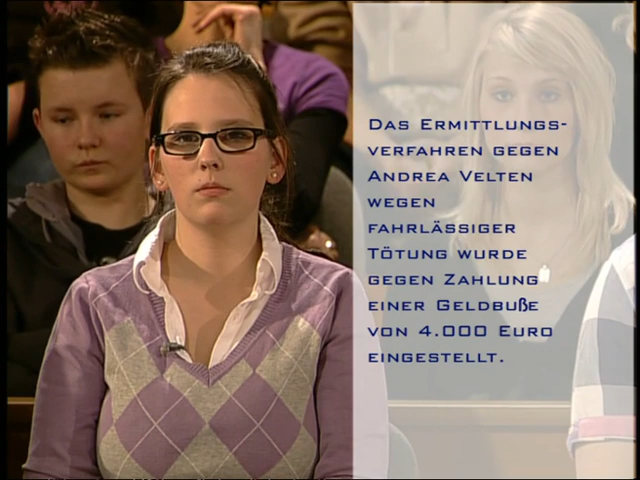 Das Ermittlungs-
verfahren gegen
Andrea Velten
wegen
fahrlässiger
Tötung wurde
gegen Zahlung
einer Geldbuße
von 4.000 Euro
eingestellt.